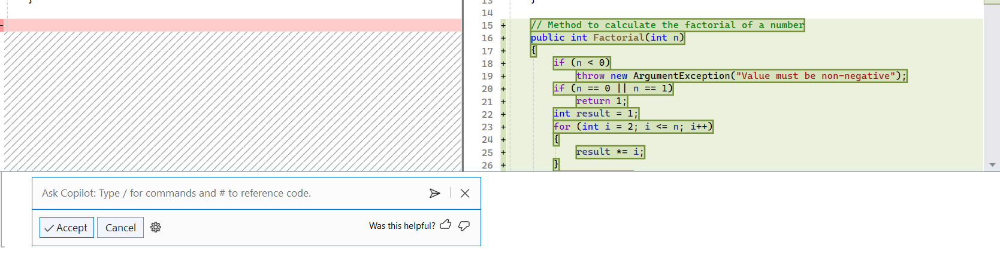 }
13 }
14
15 + // Method to calculate the factorial of a number
16 + public int Factorial(int n)
17 + {
18 + if (n < 0)
19 + throw new ArgumentException("Value must be non-negative");
20 + if (n == 0 || n == 1)
21 + return 1;
22 + int result = 1;
23 + for (int i = 2; i <= n; i++)
24 + {
25 + result *= i;
26 + }
Ask Copilot: Type / for commands and # to reference code.
Accept Cancel Was this helpful?